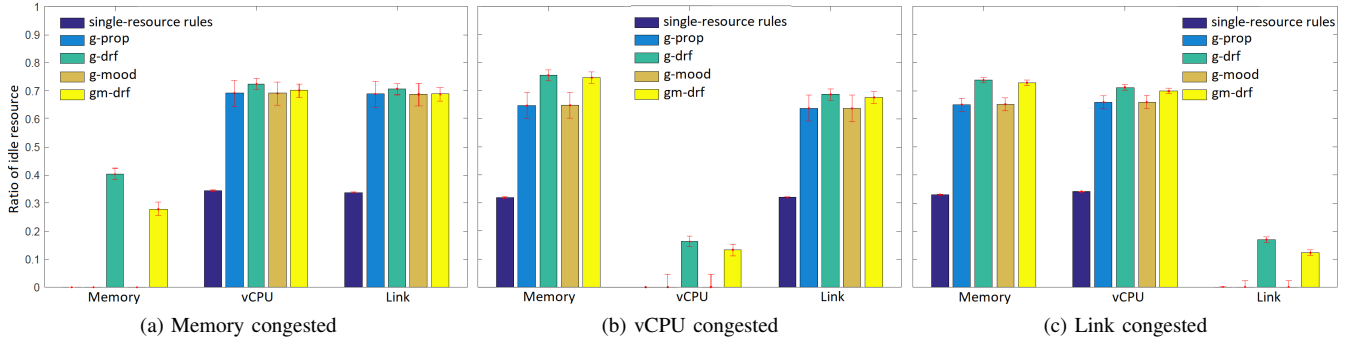 Ratio of idle resource
1
0.9
0.8
0.7
0.6
0.5
0.4
0.3
0.2
0.1
0
single-resource rules
g-prop
g-drf
g-mood
gm-drf
Memory vCPU Link
(a) Memory congested
single-resource rules
g-prop
g-drf
g-mood
gm-drf
Memory vCPU Link
(b) vCPU congested
single-resource rules
g-prop
g-drf
g-mood
gm-drf
Memory vCPU Link
(c) Link congested